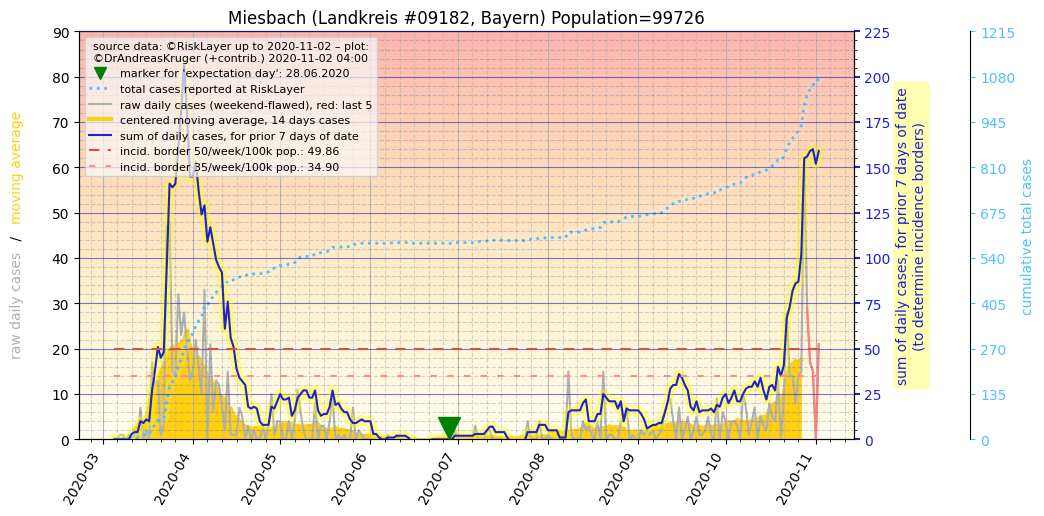 Miesbach (Landkreis #09182, Bayern) Population=99726
source data: ©RiskLayer up to 2020-11-02 – plot:
©DrAndreasKruger (+contrib.) 2020-11-02 04:00
marker for 'expectation day': 28.06.2020
total cases reported at RiskLayer
raw daily cases (weekend-flawed), red: last 5
centered moving average, 14 days cases
sum of daily cases, for prior 7 days of date
incid. border 50/week/100k pop.: 49.86
incid. border 35/week/100k pop.: 34.90
raw daily cases / moving average
90
80
70
60
50
40
30
20
10
0
2020-03
2020-04
2020-05
2020-06
2020-07
2020-08
2020-09
2020-10
2020-11
225
200
175
150
125
100
75
50
25
0
sum of daily cases, for prior 7 days of date
(to determine incidence borders)
1215
1080
945
810
675
540
405
270
135
0
cumulative total cases